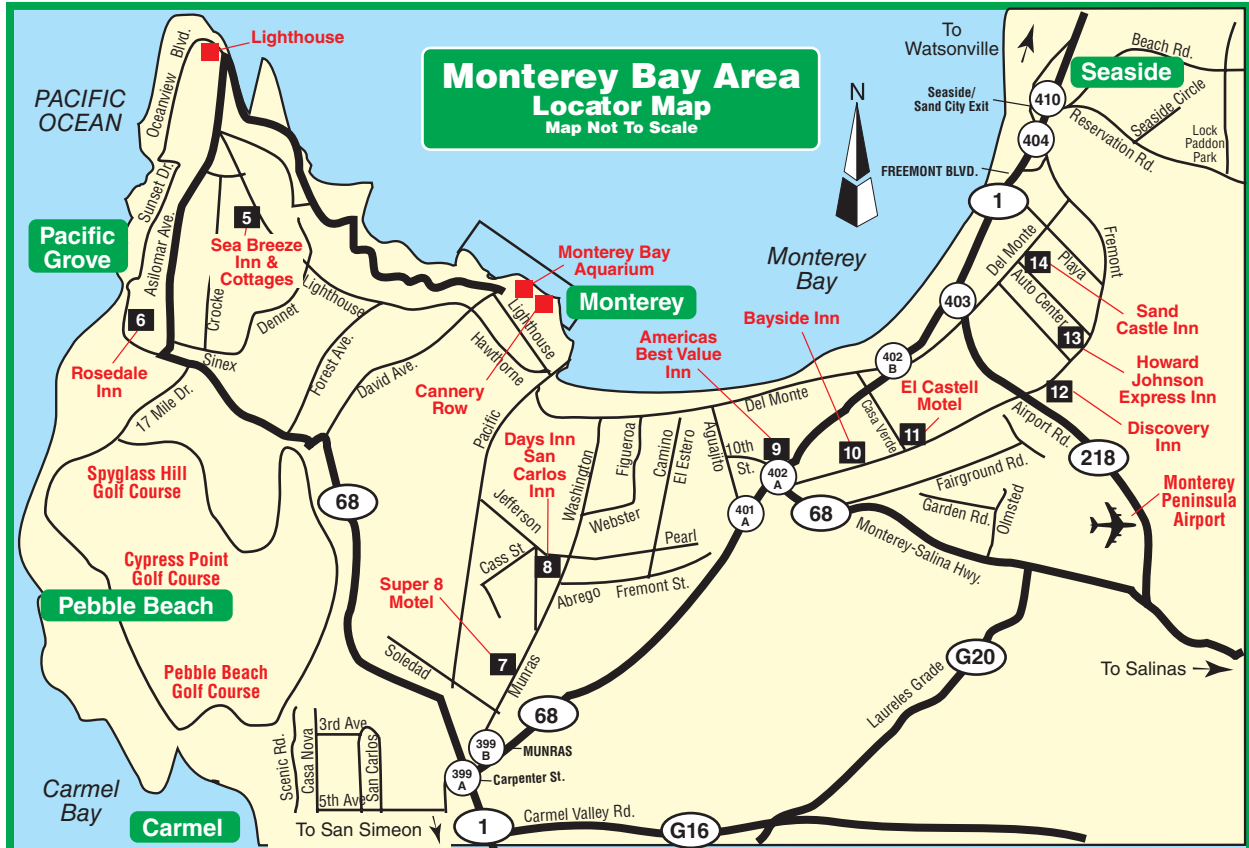 Monterey Bay Area
Locator Map
Map Not To Scale
Lighthouse
Oceanview Blvd.
PACIFIC
OCEAN
Sunset Dr.
Asilomar Ave.
Pacific
Grove
5
Sea Breeze
Inn &
Cottages
Crocke
Dennet
Lighthouse
6
Rosedale
Inn
Sinex
17 Mile Dr.
Forest Ave.
David Ave.
Monterey Bay
Aquarium
Monterey
Lighthouse
Hawthorne
Cannery
Row
Spyglass Hill
Golf Course
Cypress Point
Golf Course
Pebble Beach
Pebble Beach
Golf Course
68
Carmel
Bay
Carmel
Scenic Rd.
Casa Nova
3rd Ave
San Carlos
5th Ave
To San Simeon
1
399
A
Carpenter St.
399
B
MUNRAS
68
Soledad
Munras
7
Super 8
Motel
Pacific
Days Inn
San
Carlos
Inn
8
Jefferson
Cass St
Washington
Webster
Figueroa
Camino
El Estero
Pearl
Abrego
Fremont St.
Aguajito
10th
St.
Del Monte
Americas
Best Value
Inn
9
402
A
401
A
68
Bayside Inn
10
Casa Verde
El Castell
Motel
11
402
B
403
Monterey
Bay
N
To
Watsonville
Seaside/
Sand City Exit
410
404
FREEMONT BLVD.
1
Seaside
Beach Rd.
Seaside Circle
Reservation Rd.
Lock
Paddon
Park
Del Monte
Playa
Fremont
Auto Center
14
Sand
Castle Inn
13
Howard
Johnson
Express Inn
12
Discovery
Inn
Airport Rd.
218
Monterey
Peninsula
Airport
Fairground Rd.
Garden Rd.
Olmsted
Monterey-Salina Hwy.
To Salinas
G20
Laureles Grade
Carmel Valley Rd.
G16